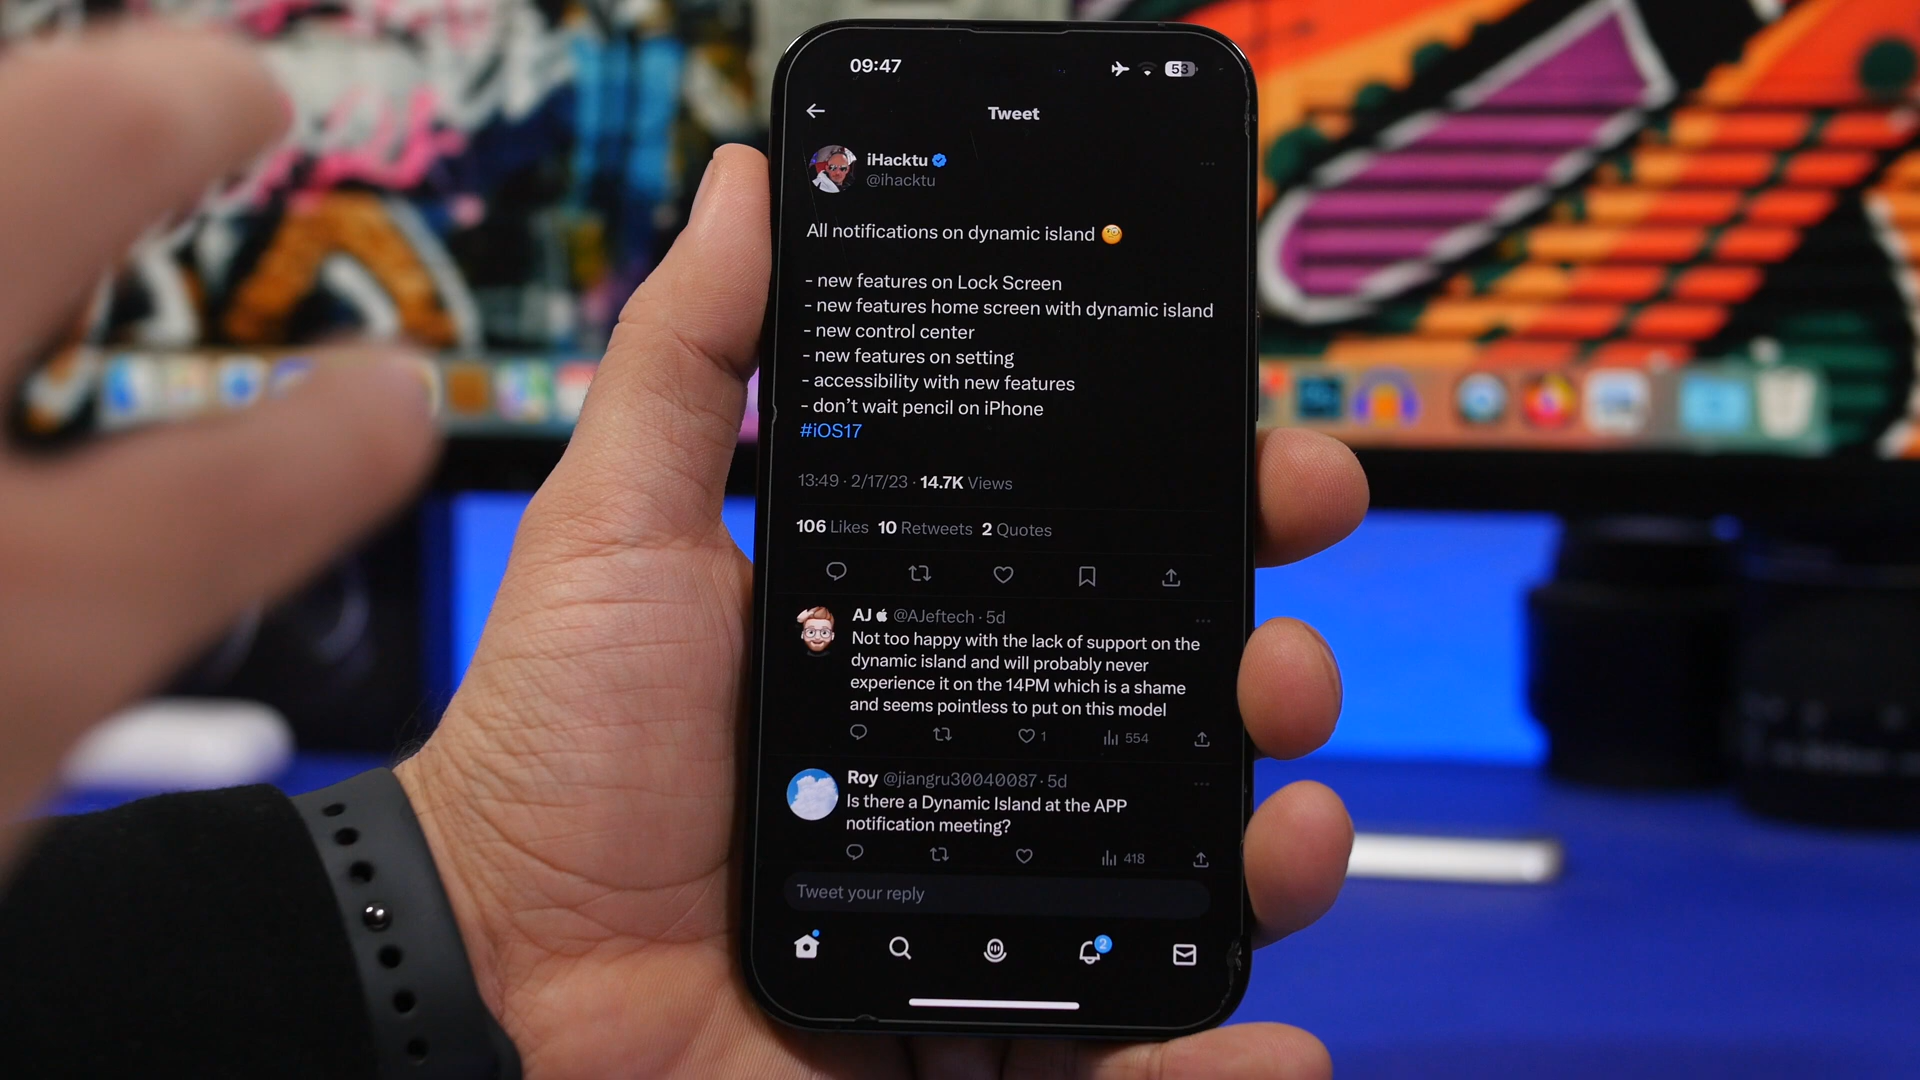 09:47
53
Tweet
iHacktu
@ihacktu
All notifications on dynamic island 🧐
- new features on Lock Screen
- new features home screen with dynamic island
- new control center
- new features on setting
- accessibility with new features
- don’t wait pencil on iPhone
#iOS17
13:49 · 2/17/23 · 14.7K Views
106 Likes 10 Retweets 2 Quotes
AJ @AJeftech · 5d
Not too happy with the lack of support on the
dynamic island and will probably never
experience it on the 14PM which is a shame
and seems pointless to put on this model
1 554
Roy @jiangru30040087 · 5d
Is there a Dynamic Island at the APP
notification meeting?
418
Tweet your reply
2